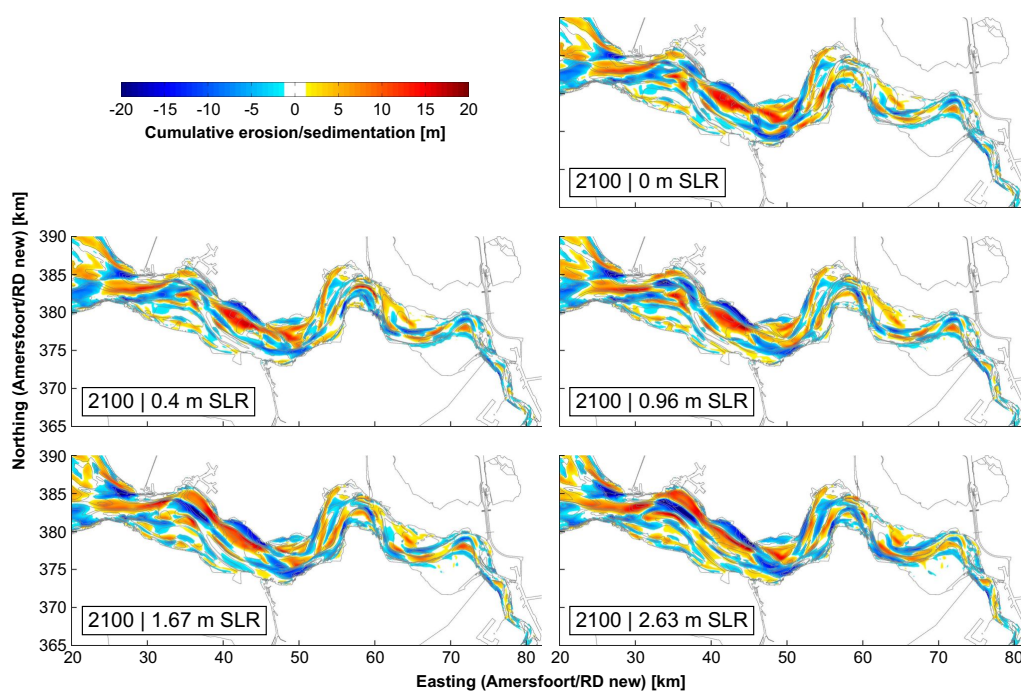 -20 -15 -10 -5 0 5 10 15 20
Cumulative erosion/sedimentation [m]
2100 | 0 m SLR
Northing (Amersfoort/RD new) [km]
390
385
380
375
370
365
2100 | 0.4 m SLR
2100 | 0.96 m SLR
390
385
380
375
370
365
2100 | 1.67 m SLR
2100 | 2.63 m SLR
20 30 40 50 60 70 80
20 30 40 50 60 70 80
Easting (Amersfoort/RD new) [km]